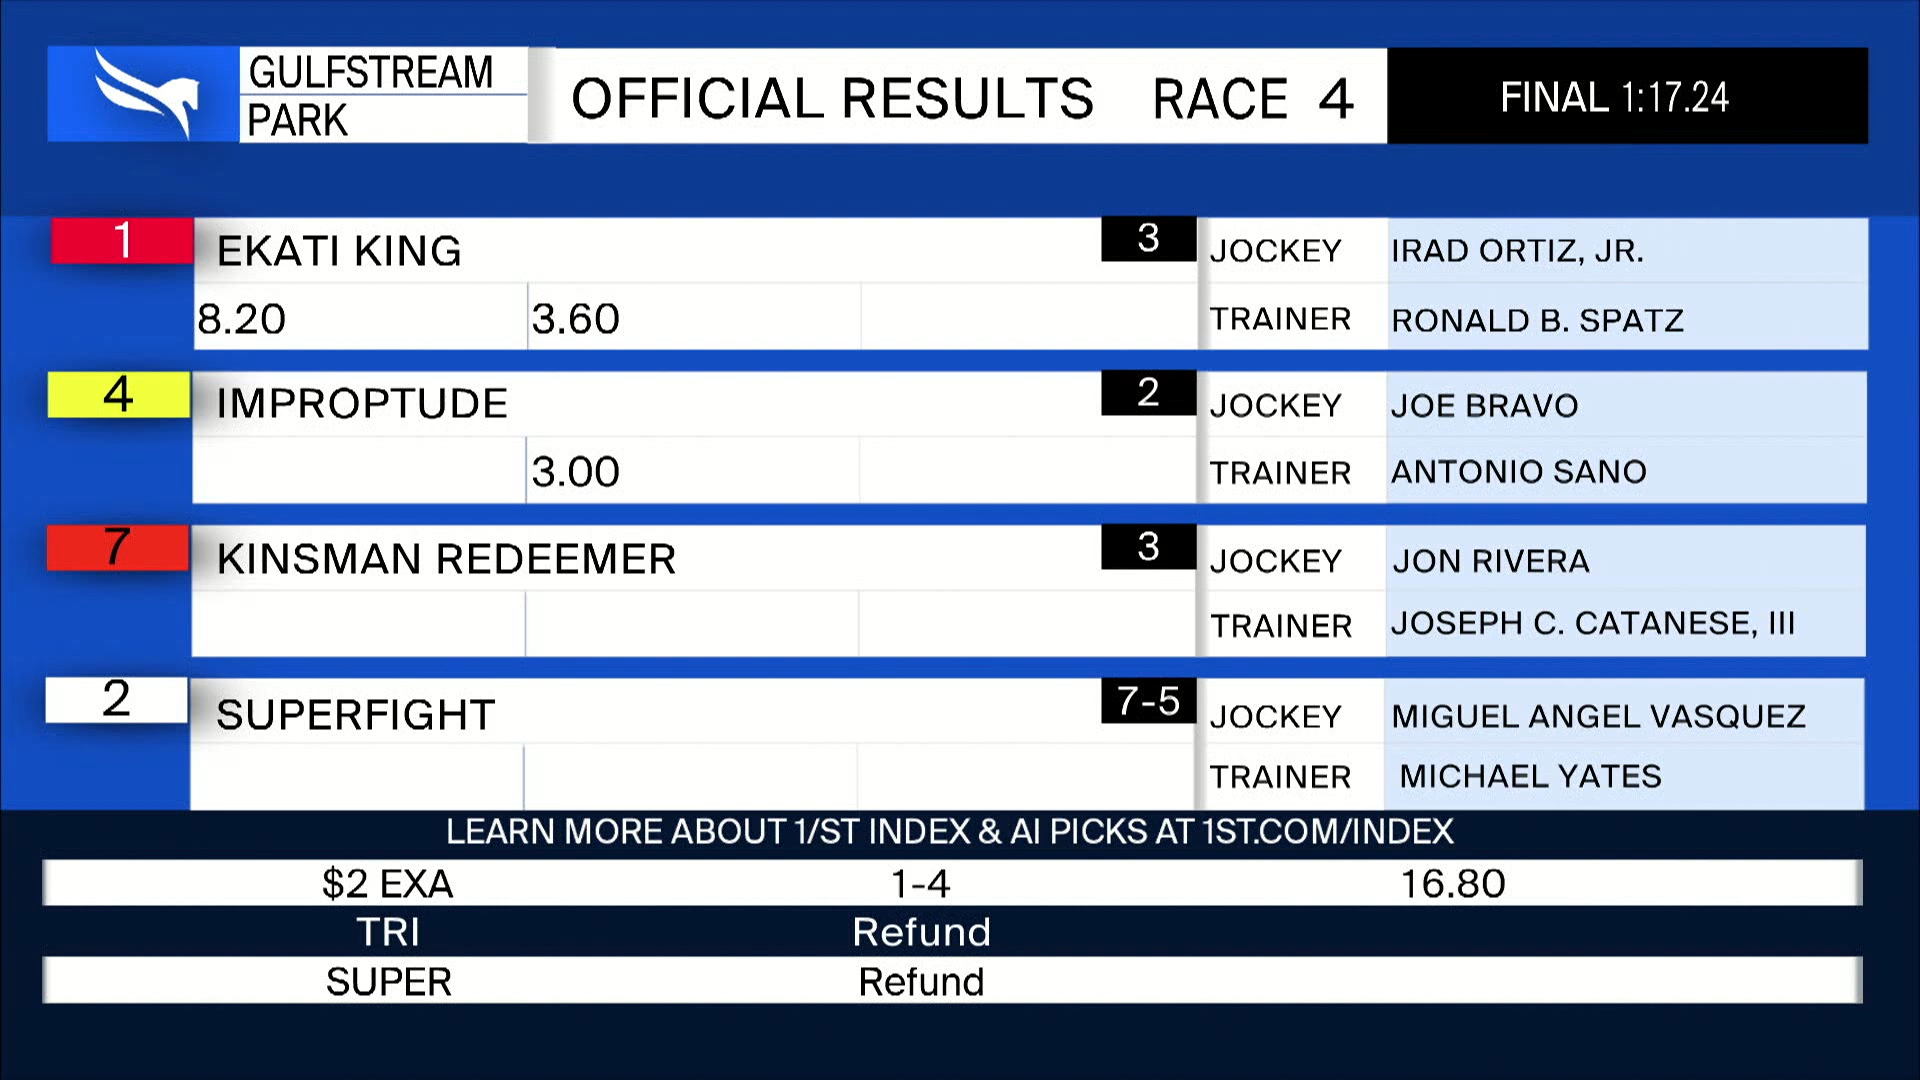 GULFSTREAM
PARK
OFFICIAL RESULTS RACE 4
FINAL 1:17.24
1 EKATI KING 3 JOCKEY IRAD ORTIZ, JR.
8.20 3.60 TRAINER RONALD B. SPATZ
4 IMPROPTUDE 2 JOCKEY JOE BRAVO
3.00 TRAINER ANTONIO SANO
7 KINSMAN REDEEMER 3 JOCKEY JON RIVERA
TRAINER JOSEPH C. CATANESE, III
2 SUPERFIGHT 7-5 JOCKEY MIGUEL ANGEL VASQUEZ
TRAINER MICHAEL YATES
LEARN MORE ABOUT 1/ST INDEX & AI PICKS AT 1ST.COM/INDEX
$2 EXA 1-4 16.80
TRI Refund
SUPER Refund